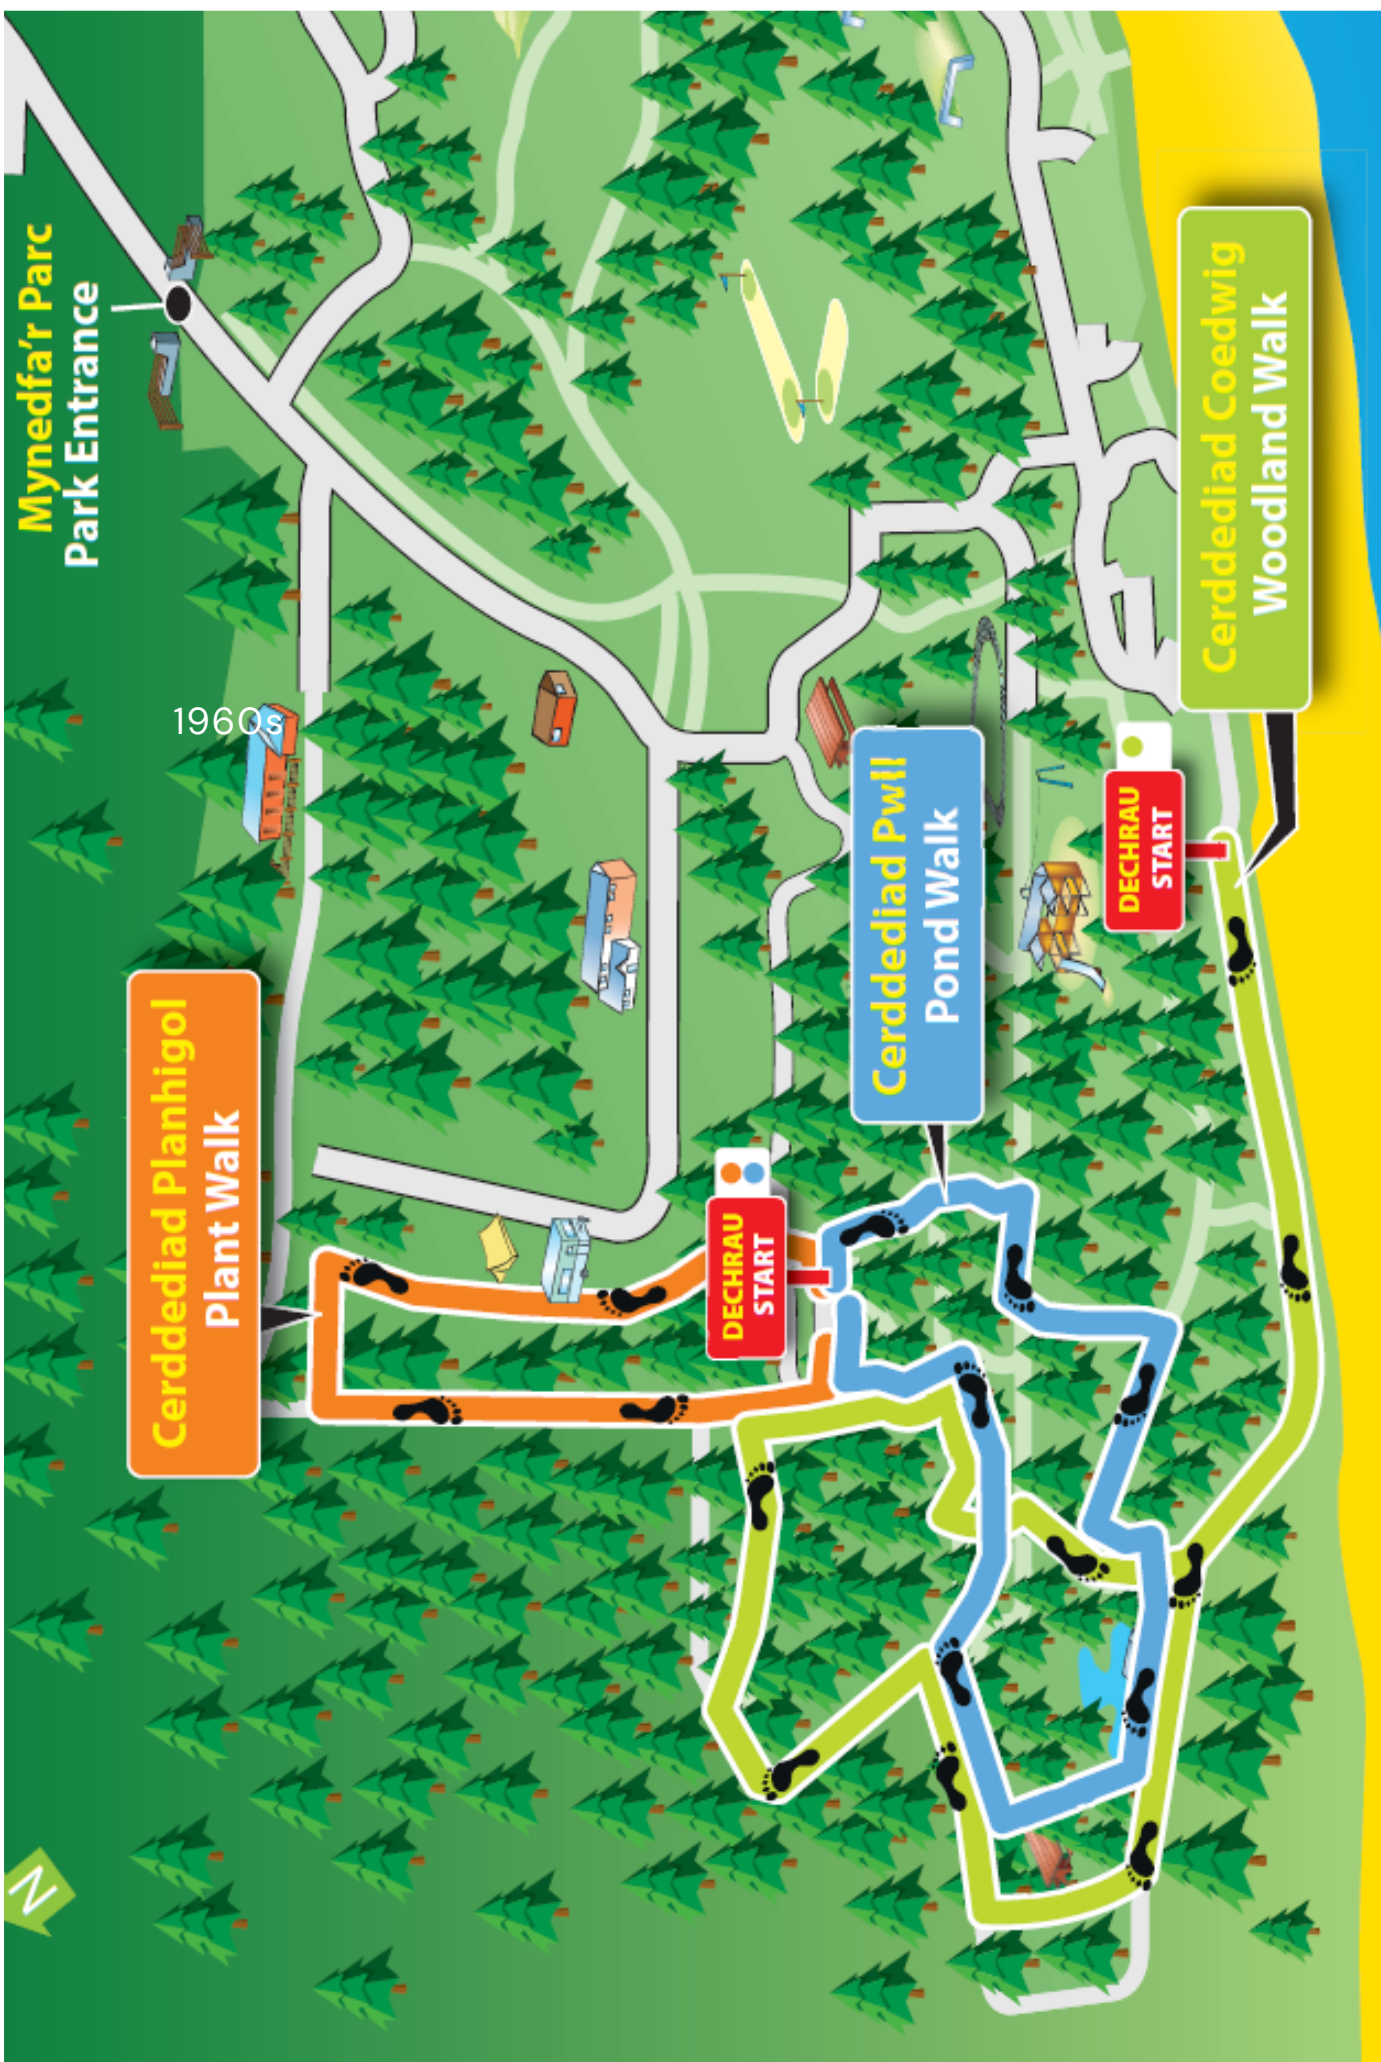 Mynedfa'r Parc
Park Entrance
1960s
Cerddediad Coedwig
Woodland Walk
DECHRAU
START
Cerddediad Pwll
Pond Walk
DECHRAU
START
Cerddediad Planhigol
Plant Walk
N